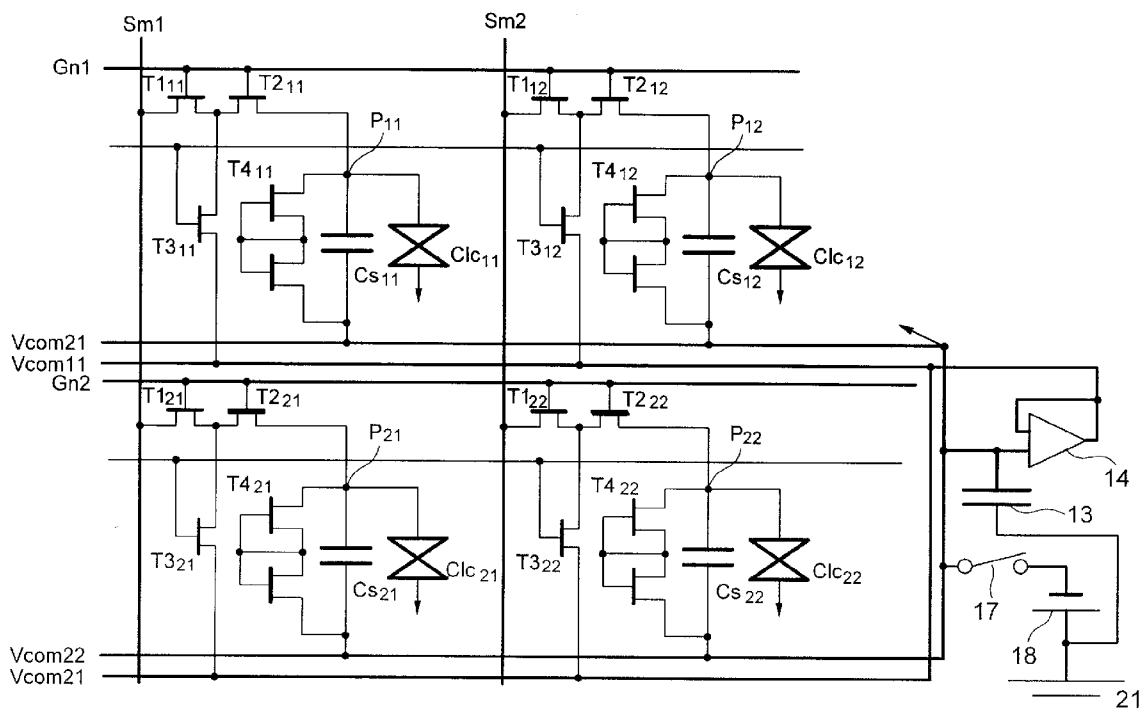 Sm1 Sm2
Gn1
T1₁₁ T2₁₁ T1₁₂ T2₁₂
P₁₁ P₁₂
T4₁₁ T4₁₂
T3₁₁ Cs₁₁ Clc₁₁ T3₁₂ Cs₁₂ Clc₁₂
Vcom21
Vcom11
Gn2
T1₂₁ T2₂₁ T1₂₂ T2₂₂
P₂₁ P₂₂
14
T4₂₁ T4₂₂
13
T3₂₁ Cs₂₁ Clc₂₁ T3₂₂ Cs₂₂ Clc₂₂
17
18
Vcom22
Vcom21
21